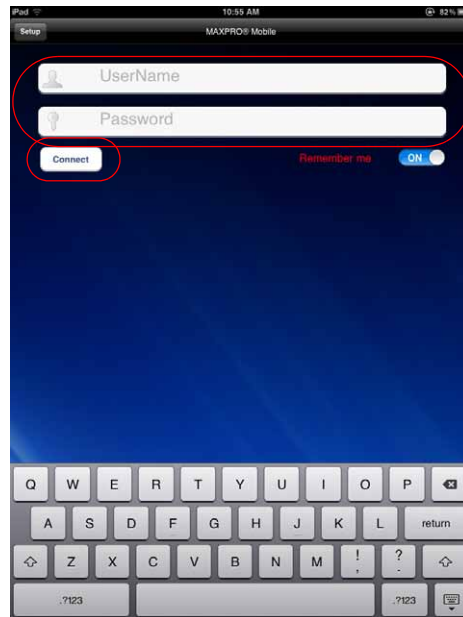 iPad 10:55 AM 82%
Setup MAXPRO® Mobile
UserName
Password
Connect Remember me ON
Q W E R T Y U I O P
A S D F G H J K L return
Z X C V B N M ! , ? .
.?123 .?123